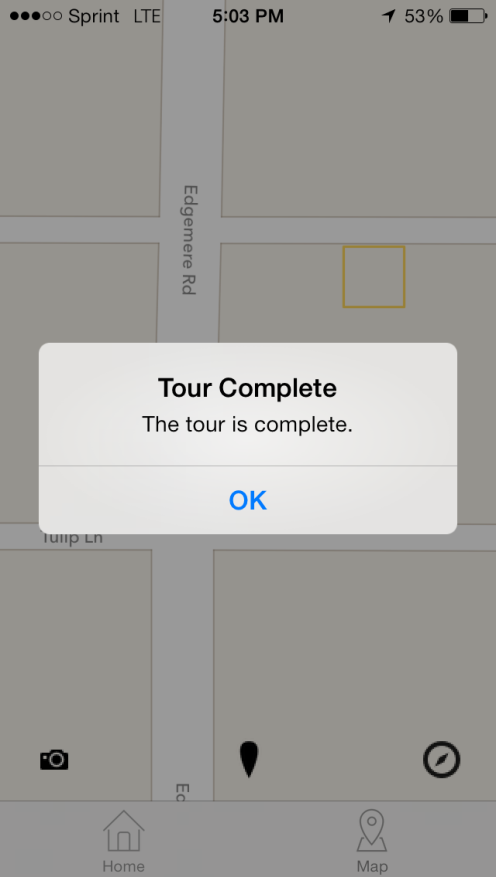 Sprint LTE 5:03 PM 53%
Edgemere Rd
Tour Complete
The tour is complete.
OK
Tulip Ln
Home
Map